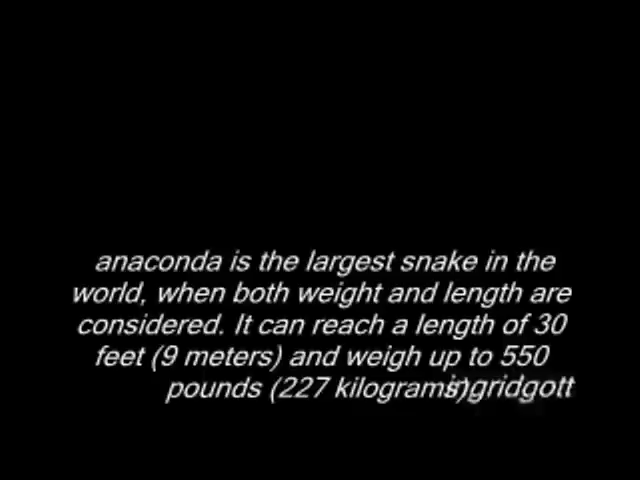 anaconda is the largest snake in the
world, when both weight and length are
considered. It can reach a length of 30
feet (9 meters) and weigh up to 550
pounds (227 kilograms).
ingridgott